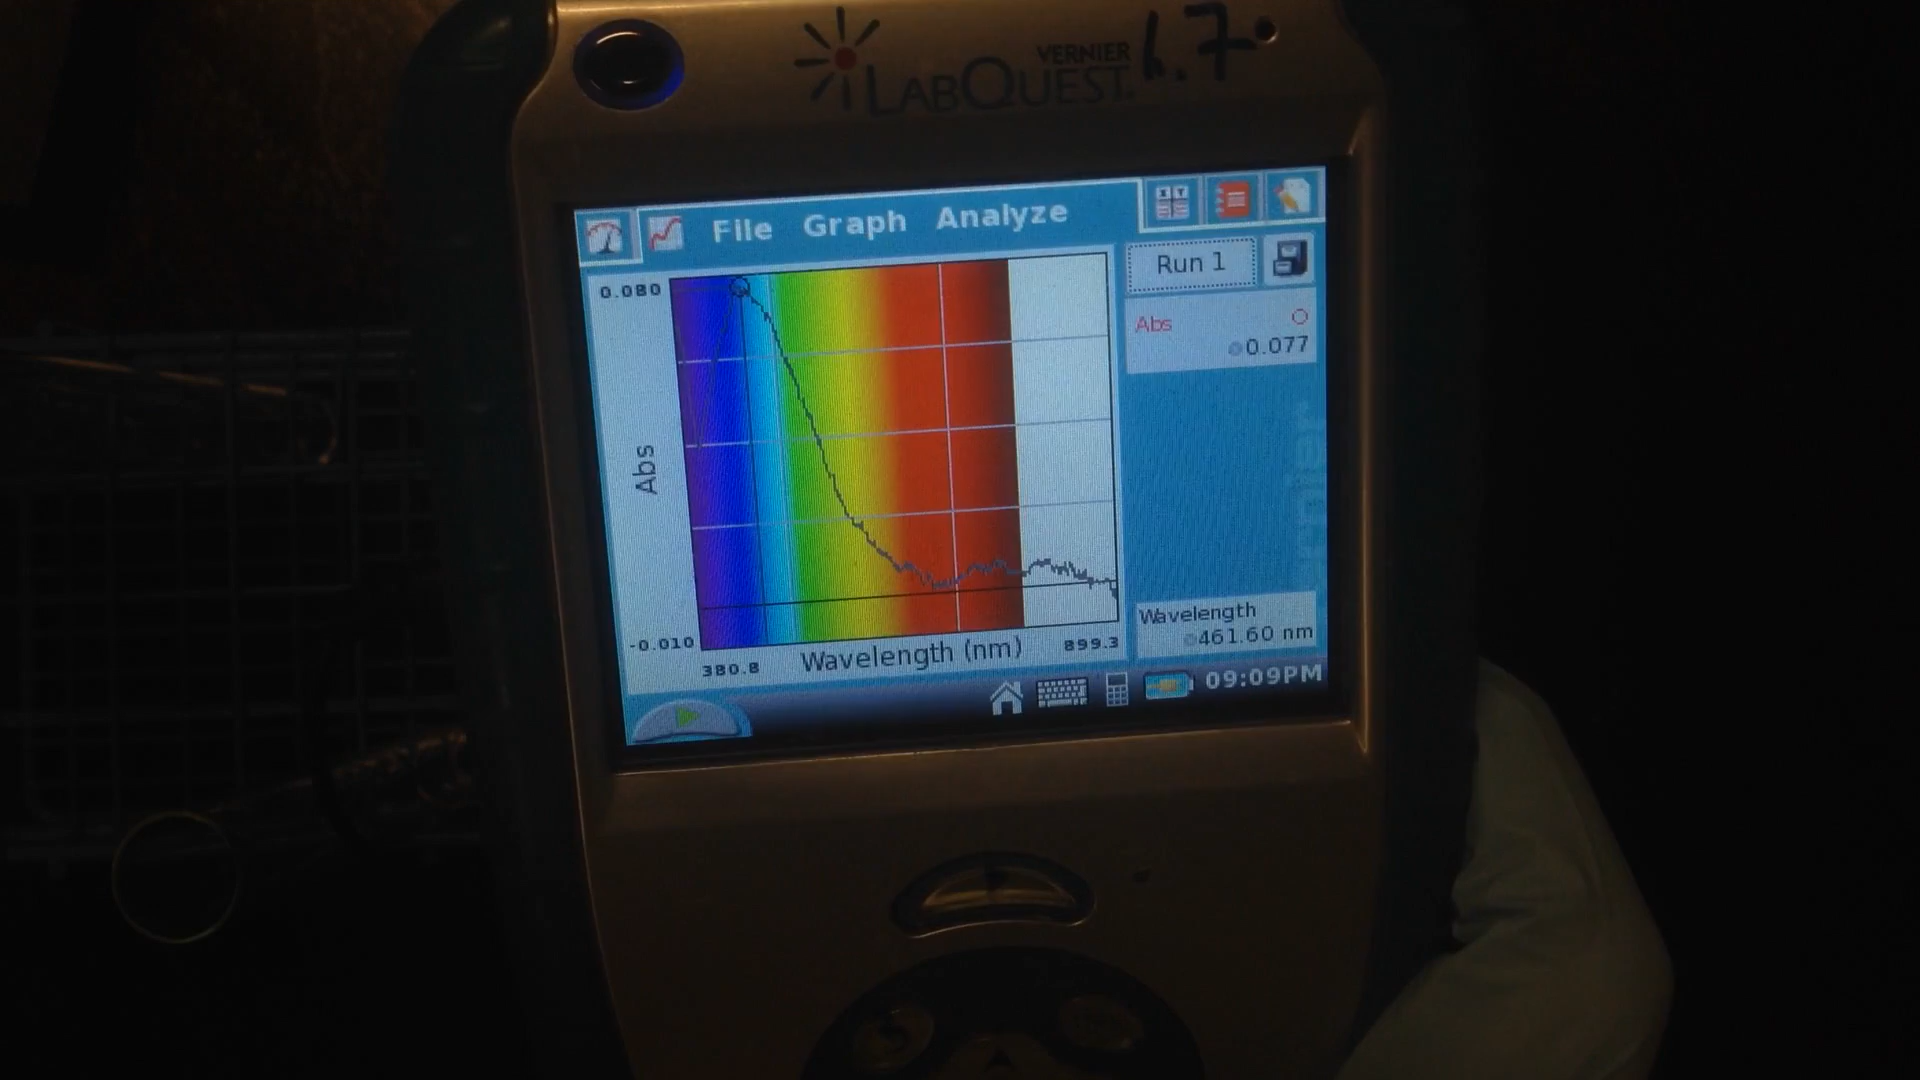 VERNIER
LABQUEST.
6.7
File Graph Analyze
Run 1
0.080
Abs
0.077
Abs
Wavelength
461.60 nm
-0.010
380.8 Wavelength (nm) 899.3
09:09PM